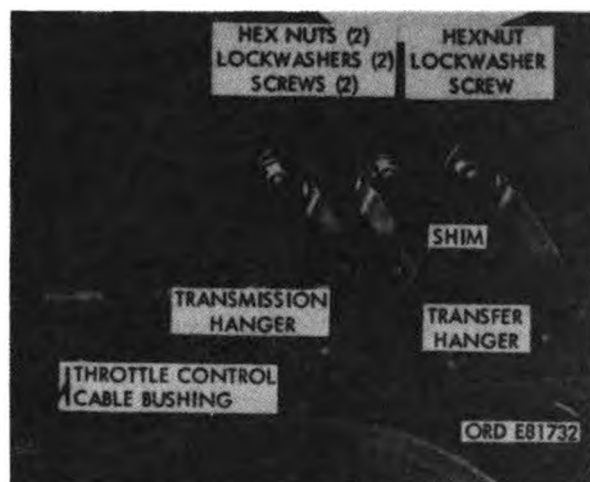 HEX NUTS (2)
LOCKWASHERS (2)
SCREWS (2)
HEXNUT
LOCKWASHER
SCREW
SHIM
TRANSMISSION
HANGER
TRANSFER
HANGER
THROTTLE CONTROL
CABLE BUSHING
ORD E81732